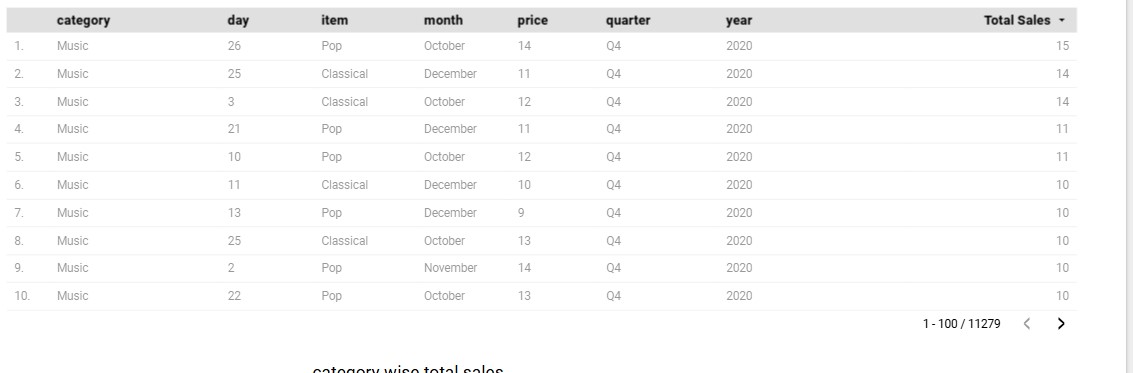 category day item month price quarter year Total Sales
1. Music 26 Pop October 14 Q4 2020 15
2. Music 25 Classical December 11 Q4 2020 14
3. Music 3 Classical October 12 Q4 2020 14
4. Music 21 Pop December 11 Q4 2020 11
5. Music 10 Pop October 12 Q4 2020 11
6. Music 11 Classical December 10 Q4 2020 10
7. Music 13 Pop December 9 Q4 2020 10
8. Music 25 Classical October 13 Q4 2020 10
9. Music 2 Pop November 14 Q4 2020 10
10. Music 22 Pop October 13 Q4 2020 10
1 - 100 / 11279
category wise total sales